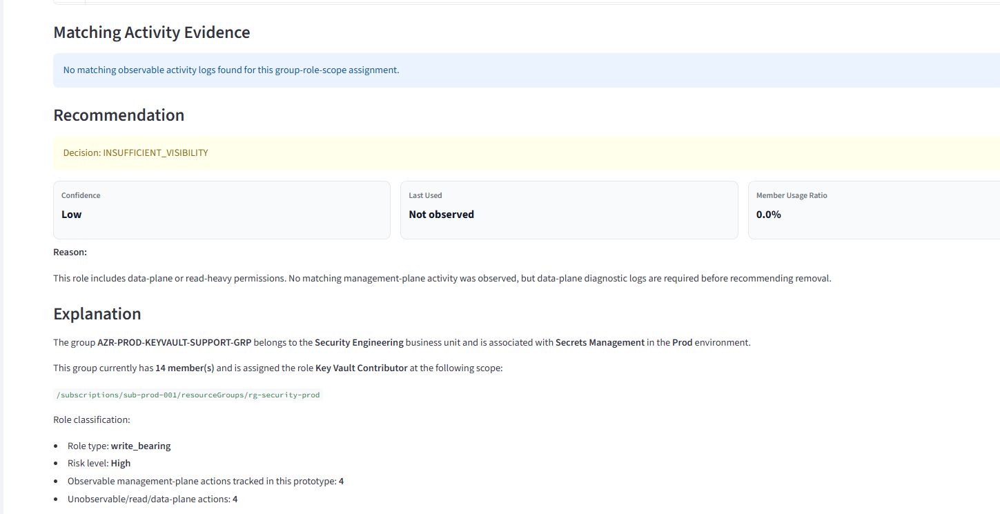 Matching Activity Evidence
No matching observable activity logs found for this group-role-scope assignment.
Recommendation
Decision: INSUFFICIENT_VISIBILITY
Confidence
Low
Last Used
Not observed
Member Usage Ratio
0.0%
Reason:
This role includes data-plane or read-heavy permissions. No matching management-plane activity was observed, but data-plane diagnostic logs are required before recommending removal.
Explanation
The group AZR-PROD-KEYVAULT-SUPPORT-GRP belongs to the Security Engineering business unit and is associated with Secrets Management in the Prod environment.
This group currently has 14 member(s) and is assigned the role Key Vault Contributor at the following scope:
/subscriptions/sub-prod-001/resourceGroups/rg-security-prod
Role classification:
• Role type: write_bearing
• Risk level: High
• Observable management-plane actions tracked in this prototype: 4
• Unobservable/read/data-plane actions: 4